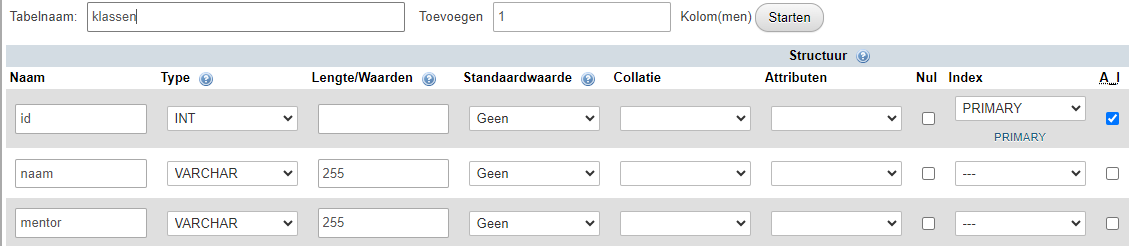 Tabelnaam: klassen Toevoegen 1 Kolom(men) Starten
Structuur
Naam Type Lengte/Waarden Standaardwaarde Collatie Attributen Nul Index A_I
id INT Geen PRIMARY
PRIMARY
naam VARCHAR 255 Geen ---
mentor VARCHAR 255 Geen ---